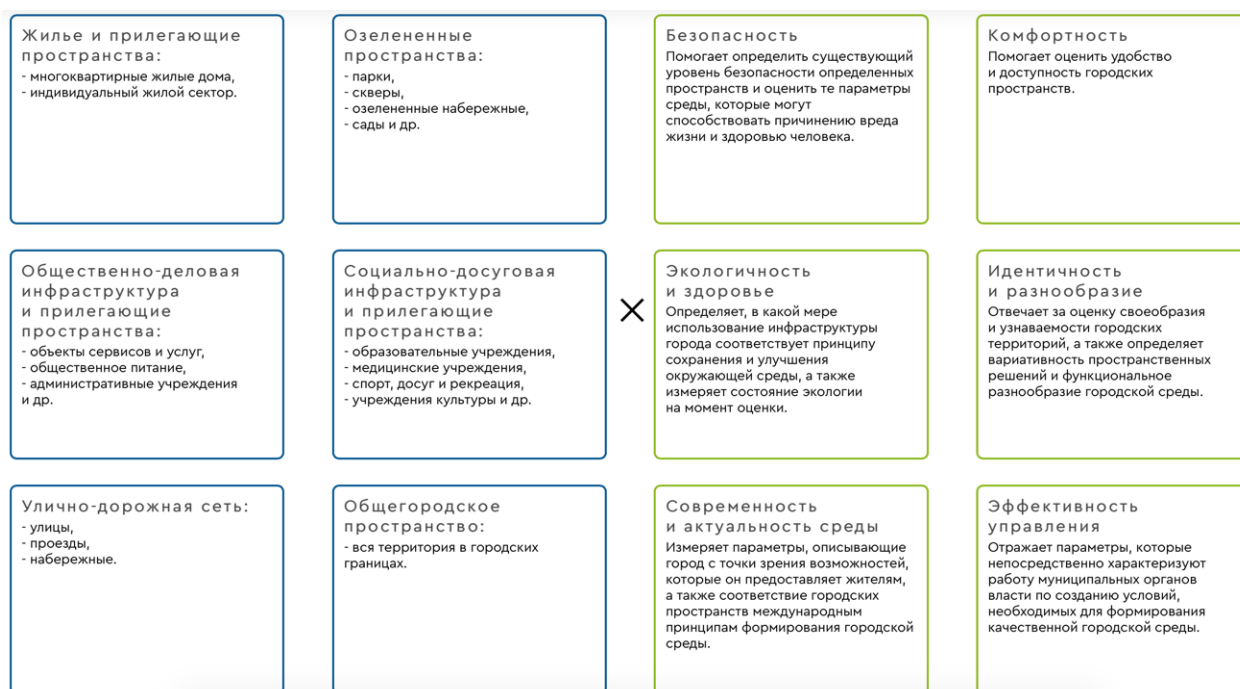 Жилье и прилегающие
пространства:
- многоквартирные жилые дома,
- индивидуальный жилой сектор.
Озелененные
пространства:
- парки,
- скверы,
- озелененные набережные,
- сады и др.
Безопасность
Помогает определить существующий
уровень безопасности определенных
пространств и оценить те параметры
среды, которые могут
способствовать причинению вреда
жизни и здоровью человека.
Комфортность
Помогает оценить удобство
и доступность городских
пространств.
Общественно-деловая
инфраструктура
и прилегающие
пространства:
- объекты сервисов и услуг,
- общественное питание,
- административные учреждения
и др.
Социально-досуговая
инфраструктура
и прилегающие
пространства:
- образовательные учреждения,
- медицинские учреждения,
- спорт, досуг и рекреация,
- учреждения культуры и др.
×
Экологичность
и здоровье
Определяет, в какой мере
использование инфраструктуры
города соответствует принципу
сохранения и улучшения
окружающей среды, а также
измеряет состояние экологии
на момент оценки.
Идентичность
и разнообразие
Отвечает за оценку своеобразия
и узнаваемости городских
территорий, а также определяет
вариативность пространственных
решений и функциональное
разнообразие городской среды.
Улично-дорожная сеть:
- улицы,
- проезды,
- набережные.
Общегородское
пространство:
- вся территория в городских
границах.
Современность
и актуальность среды
Измеряет параметры, описывающие
город с точки зрения возможностей,
которые он предоставляет жителям,
а также соответствие городских
пространств международным
принципам формирования городской
среды.
Эффективность
управления
Отражает параметры, которые
непосредственно характеризуют
работу муниципальных органов
власти по созданию условий,
необходимых для формирования
качественной городской среды.